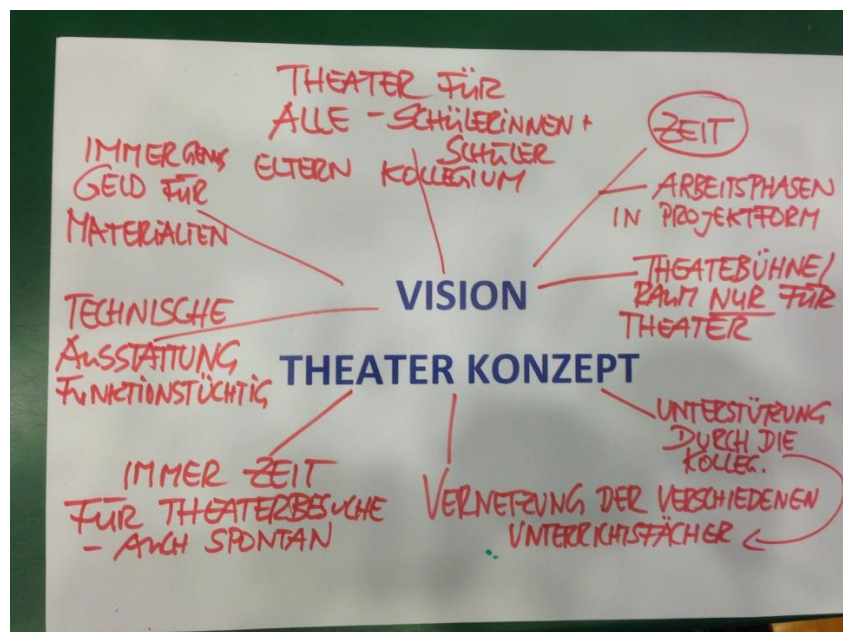 THEATER FÜR
ALLE - SCHÜLERINNEN +
SCHÜLER
ELTERN KOLLEGIUM
ZEIT
ARBEITSPHASEN
IN PROJEKTFORM
THEATEBÜHNE/
RAUM NUR FÜR
THEATER
IMMER GENUG
GELD FÜR
MATERIALIEN
VISION
THEATER KONZEPT
TECHNISCHE
AUSSTATTUNG
FUNKTIONSTÜCHTIG
UNTERSTÜTZUNG
DURCH DIE
KOLLEG.
IMMER ZEIT
FÜR THEATERBESUCHE
- AUCH SPONTAN
VERNETZUNG DER VERSCHIEDENEN
UNTERRICHTSFÄCHER